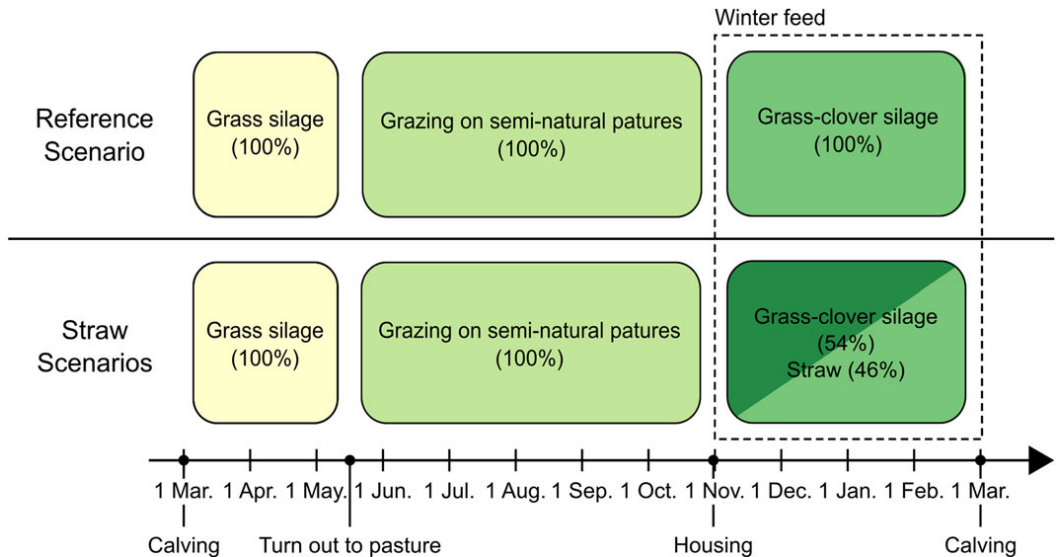 Winter feed
Reference
Scenario
Grass silage
(100%)
Grazing on semi-natural patures
(100%)
Grass-clover silage
(100%)
Straw
Scenarios
Grass silage
(100%)
Grazing on semi-natural patures
(100%)
Grass-clover silage
(54%)
Straw (46%)
1 Mar. 1 Apr. 1 May. 1 Jun. 1 Jul. 1 Aug. 1 Sep. 1 Oct. 1 Nov. 1 Dec. 1 Jan. 1 Feb. 1 Mar.
Calving Turn out to pasture Housing Calving